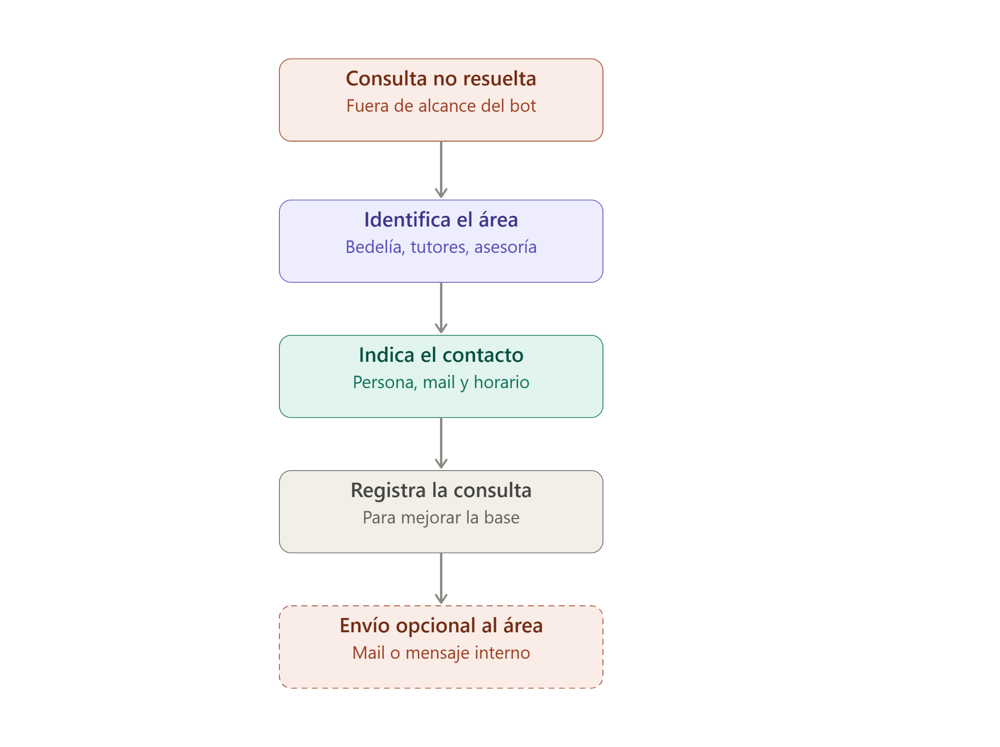 Consulta no resuelta
Fuera de alcance del bot
Identifica el área
Bedelía, tutores, asesoría
Indica el contacto
Persona, mail y horario
Registra la consulta
Para mejorar la base
Envío opcional al área
Mail o mensaje interno